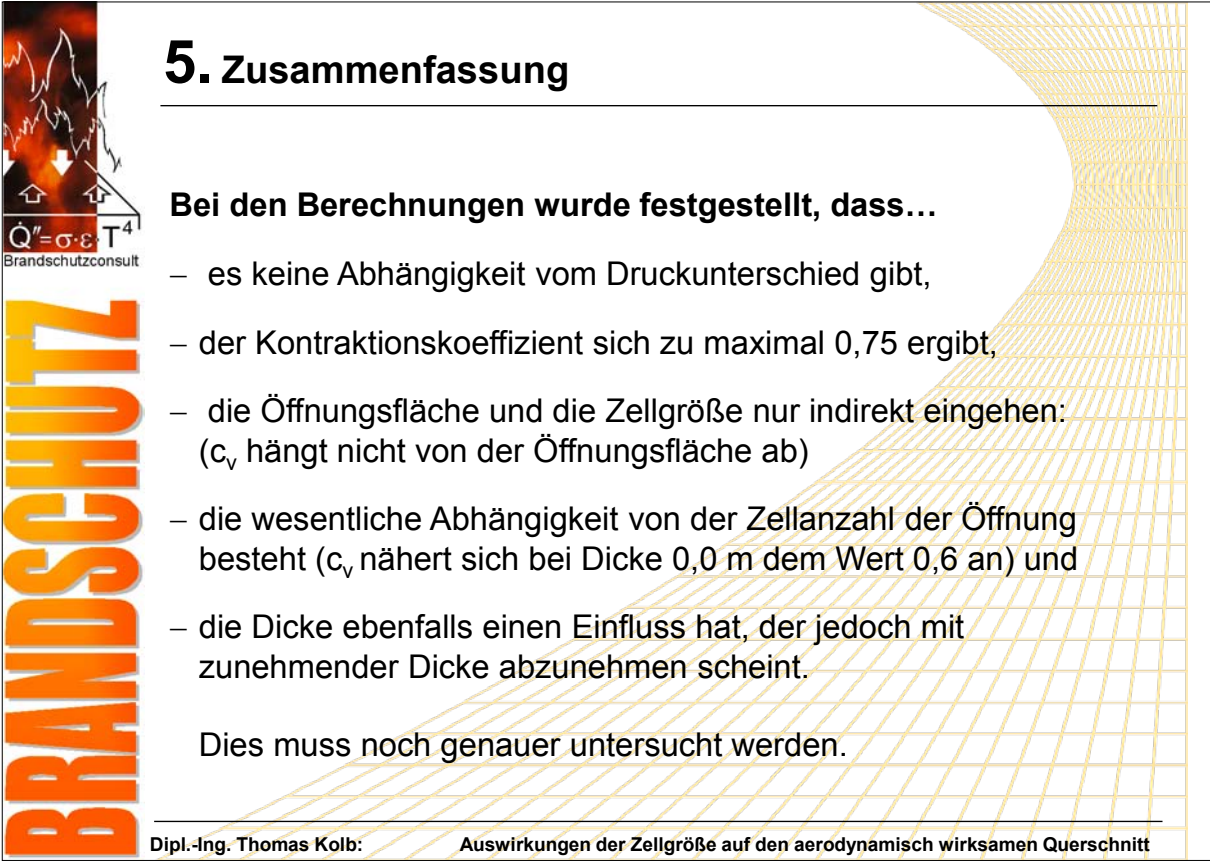 5. Zusammenfassung
Q̇″=σ·ε·T⁴
Brandschutzconsult
BRANDSCHUTZ
Bei den Berechnungen wurde festgestellt, dass…
– es keine Abhängigkeit vom Druckunterschied gibt,
– der Kontraktionskoeffizient sich zu maximal 0,75 ergibt,
– die Öffnungsfläche und die Zellgröße nur indirekt eingehen:
(cᵥ hängt nicht von der Öffnungsfläche ab)
– die wesentliche Abhängigkeit von der Zellanzahl der Öffnung
besteht (cᵥ nähert sich bei Dicke 0,0 m dem Wert 0,6 an) und
– die Dicke ebenfalls einen Einfluss hat, der jedoch mit
zunehmender Dicke abzunehmen scheint.
Dies muss noch genauer untersucht werden.
Dipl.-Ing. Thomas Kolb: Auswirkungen der Zellgröße auf den aerodynamisch wirksamen Querschnitt